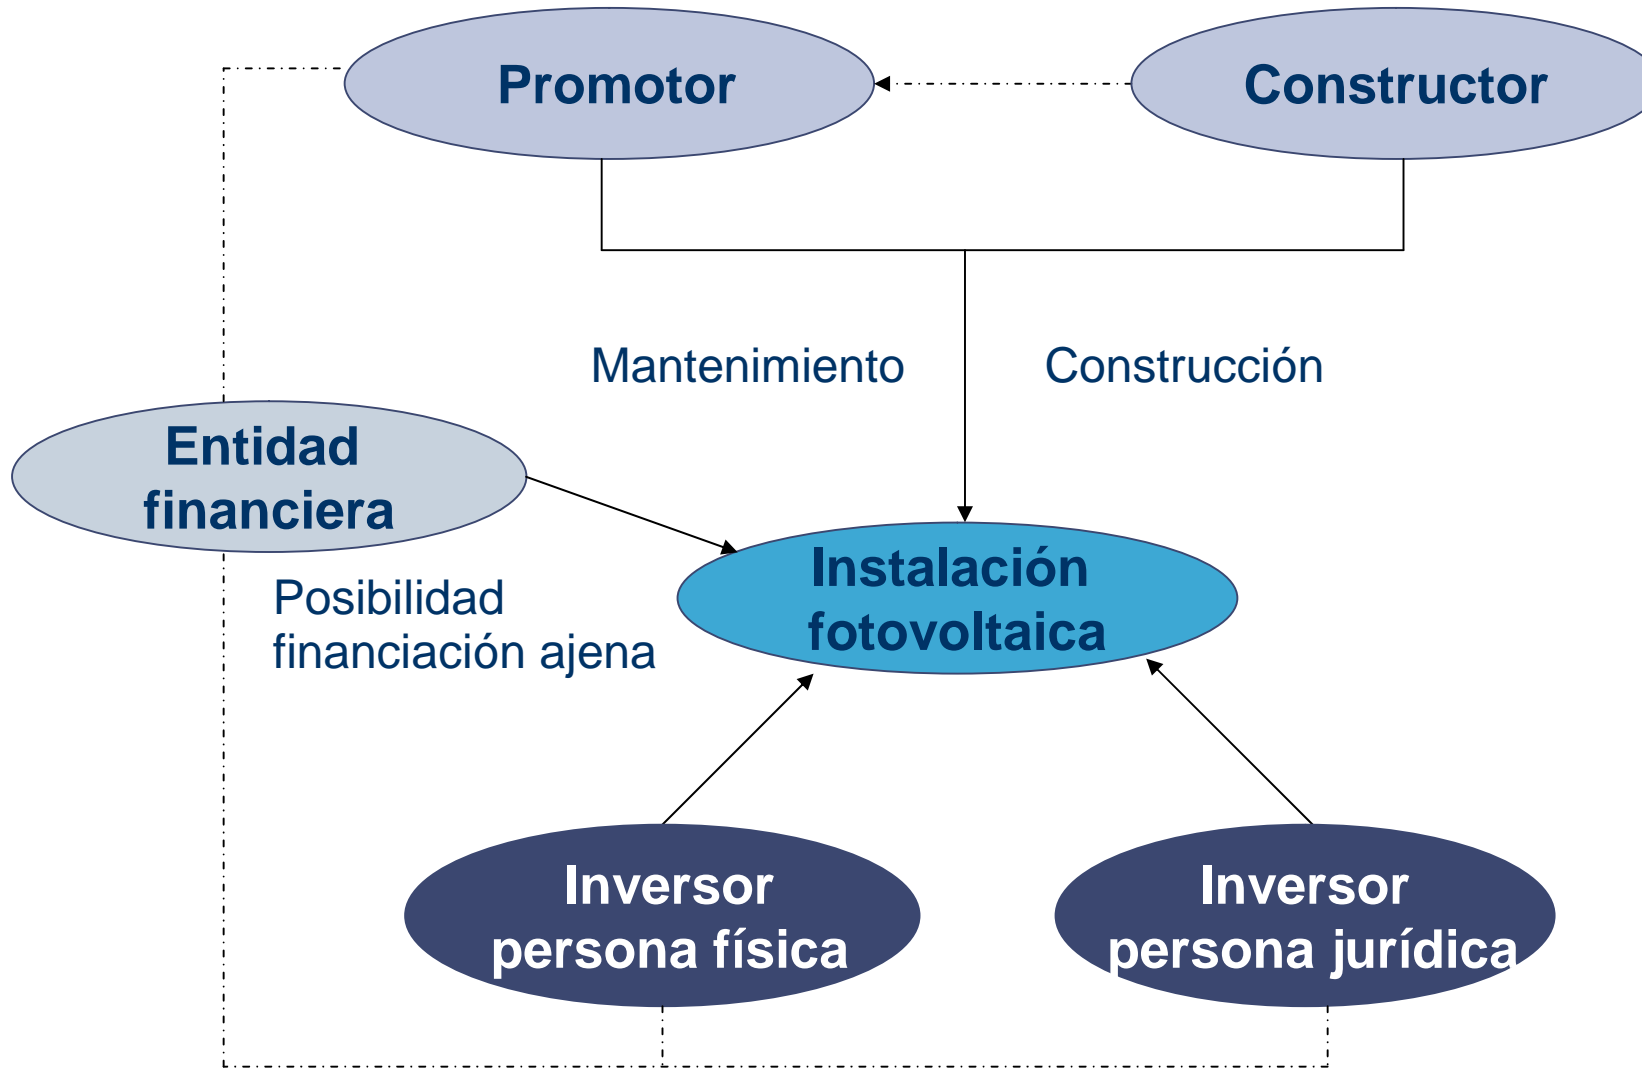 Promotor
Constructor
Mantenimiento
Construcción
Entidad
financiera
Instalación
fotovoltaica
Posibilidad
financiación ajena
Inversor
persona física
Inversor
persona jurídica